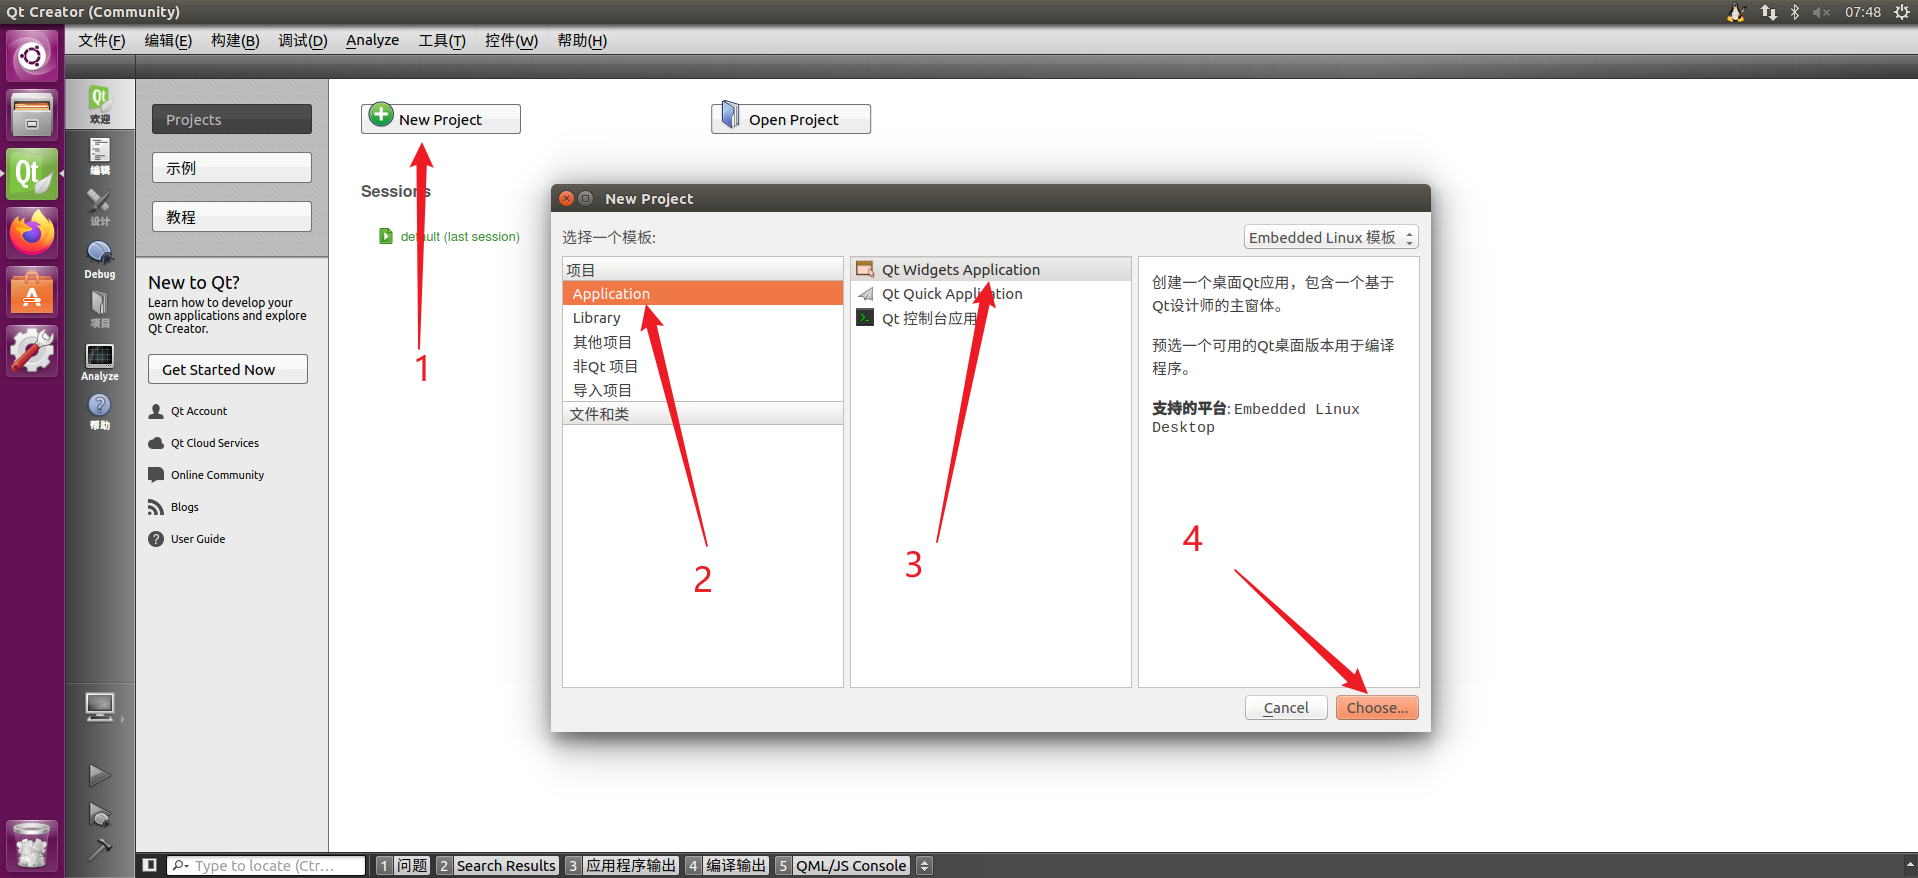 Qt Creator (Community)
07:48
文件(F) 编辑(E) 构建(B) 调试(D) Analyze 工具(T) 控件(W) 帮助(H)
Qt
欢迎
编辑
设计
Debug
项目
Analyze
帮助
Projects
示例
教程
New to Qt?
Learn how to develop your
own applications and explore
Qt Creator.
Get Started Now
Qt Account
Qt Cloud Services
Online Community
Blogs
User Guide
New Project
Open Project
Sessions
default (last session)
1
New Project
选择一个模板:
Embedded Linux 模板
项目
Application
Library
其他项目
非Qt 项目
导入项目
文件和类
2
Qt Widgets Application
Qt Quick Application
Qt 控制台应用
3
创建一个桌面Qt应用，包含一个基于
Qt设计师的主窗体。
预选一个可用的Qt桌面版本用于编译
程序。
支持的平台: Embedded Linux
Desktop
4
Cancel
Choose...
Type to locate (Ctr...
1 问题 2 Search Results 3 应用程序输出 4 编译输出 5 QML/JS Console